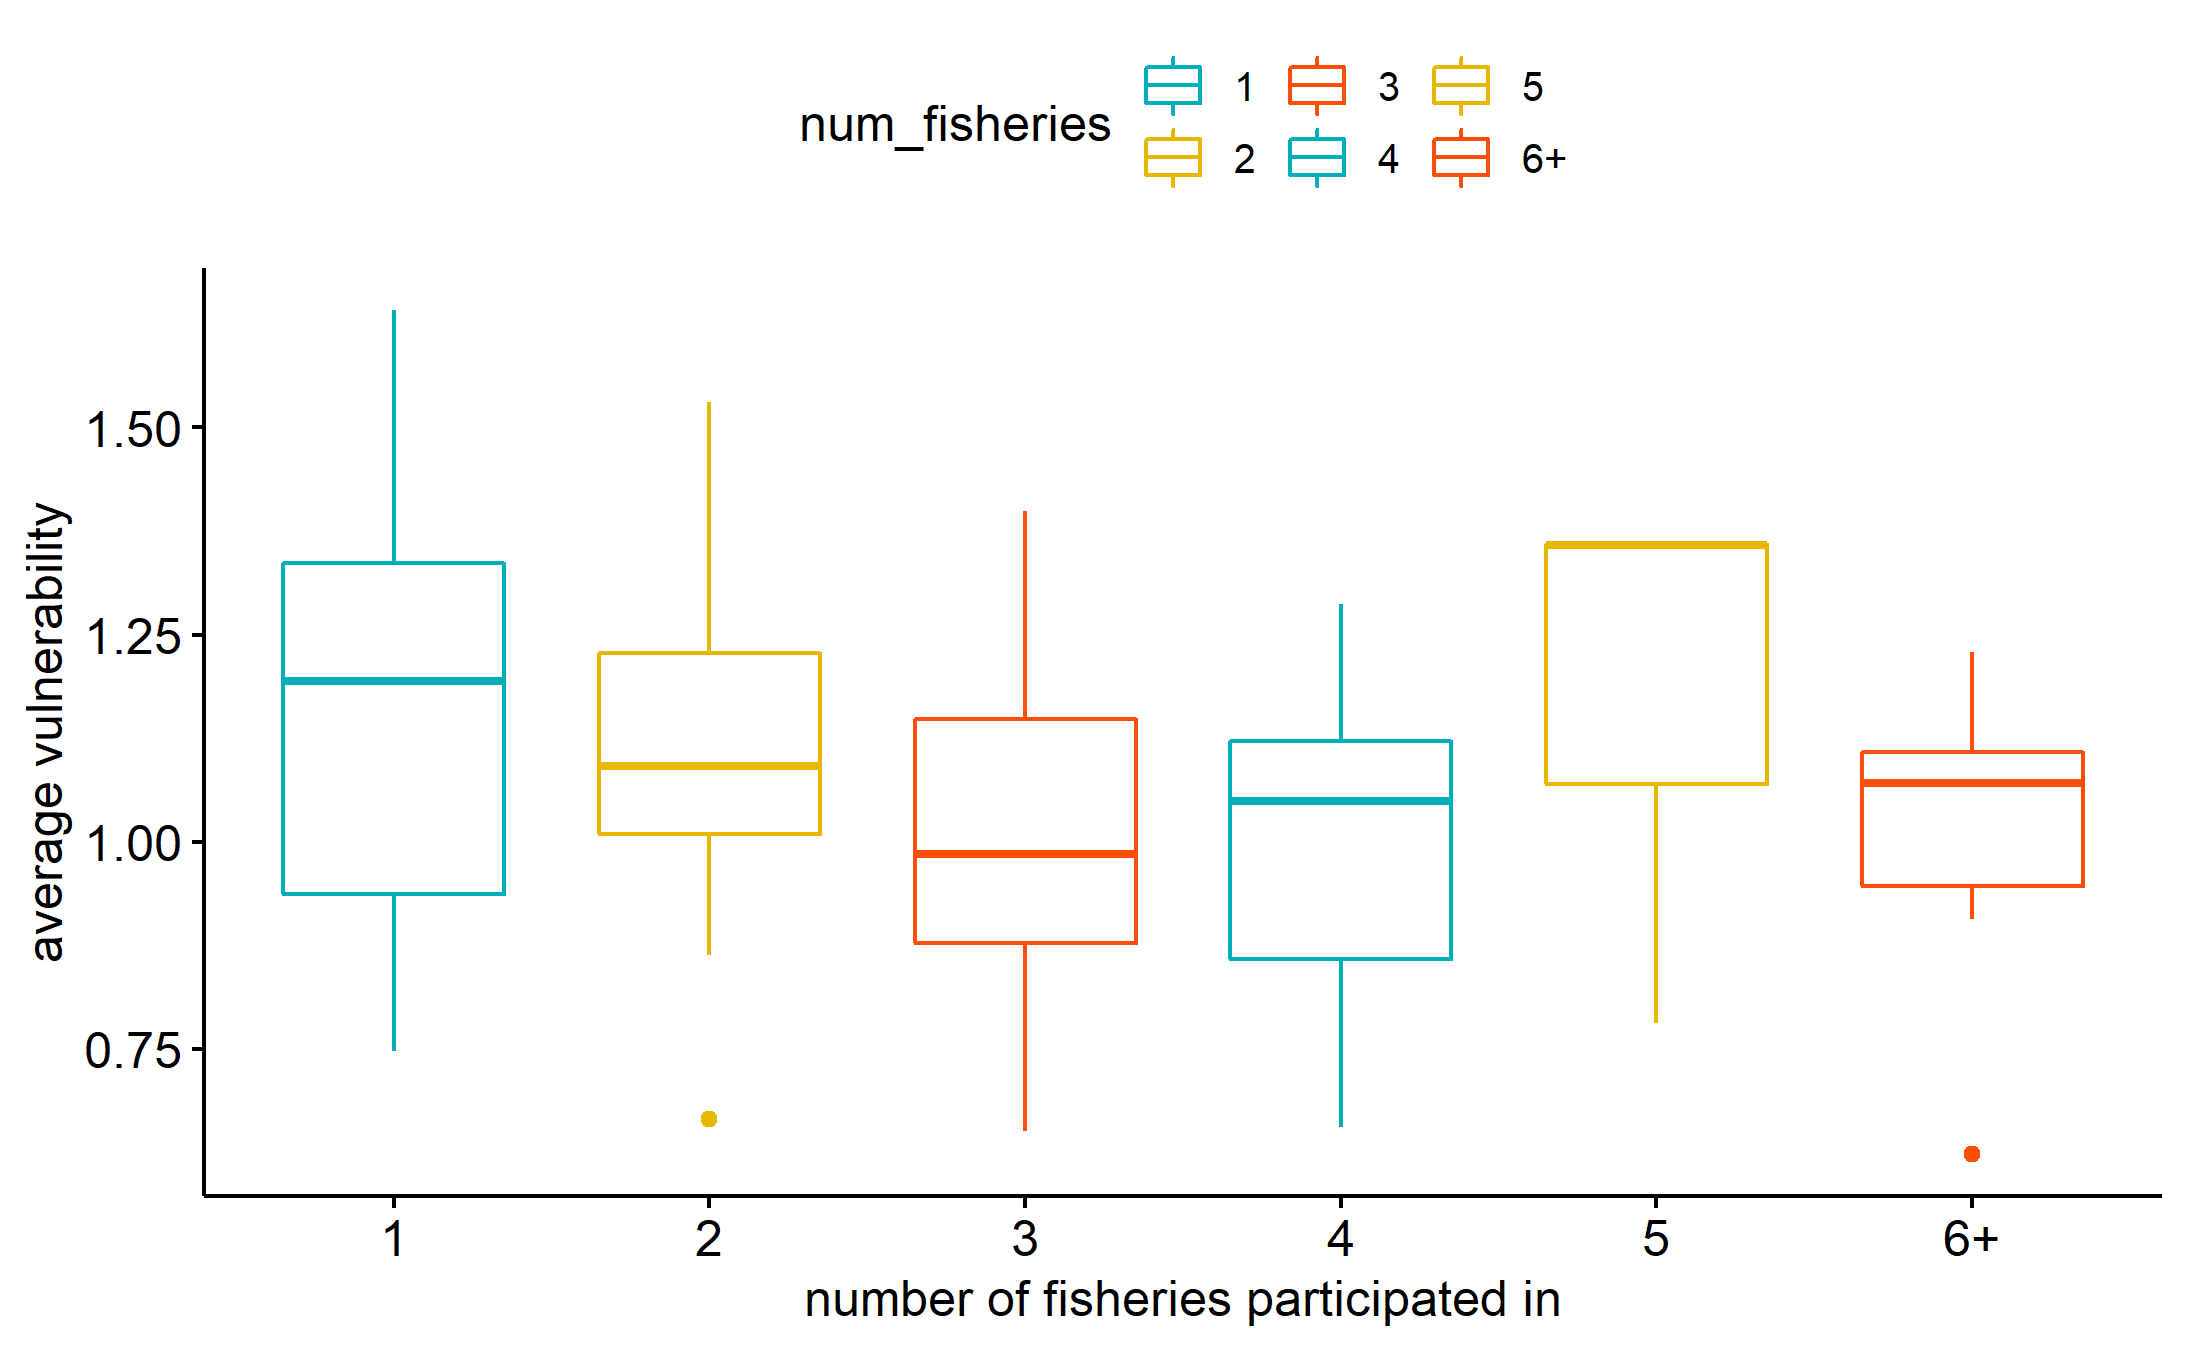 num_fisheries
1 3 5
2 4 6+
average vulnerability
1.50
1.25
1.00
0.75
1 2 3 4 5 6+
number of fisheries participated in